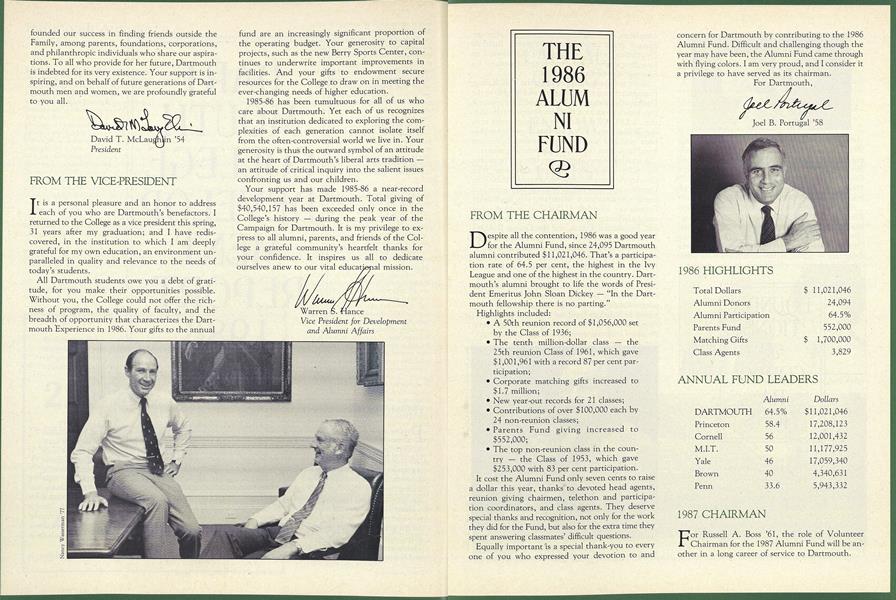 founded our success in finding friends outside the
Family, among parents, foundations, corporations,
and philanthropic individuals who share our aspira-
tions. To all who provide for her future, Dartmouth
is indebted for its very existence. Your support is in-
spiring, and on behalf of future generations of Dart-
mouth men and women, we are profoundly grateful
to you all.
David T. McLaughlin
David T. McLaughlin '54
President
FROM THE VICE-PRESIDENT
It is a personal pleasure and an honor to address
each of you who are Dartmouth's benefactors. I
returned to the College as a vice president this spring,
31 years after my graduation; and I have redis-
covered, in the institution to which I am deeply
grateful for my own education, an environment un-
paralleled in quality and relevance to the needs of
today's students.
All Dartmouth students owe you a debt of grati-
tude, for you make their opportunities possible.
Without you, the College could not offer the rich-
ness of program, the quality of faculty, and the
breadth of opportunity that characterizes the Dart-
mouth Experience in 1986. Your gifts to the annual
fund are an increasingly significant proportion of
the operating budget. Your generosity to capital
projects, such as the new Berry Sports Center, con-
tinues to underwrite important improvements in
facilities. And your gifts to endowment secure
resources for the College to draw on in meeting the
ever-changing needs of higher education.
1985-86 has been tumultuous for all of us who
care about Dartmouth. Yet each of us recognizes
that an institution dedicated to exploring the com-
plexities of each generation cannot isolate itself
from the often-controversial world we live in. Your
generosity is thus the outward symbol of an attitude
at the heart of Dartmouth's liberal arts tradition —
an attitude of critical inquiry into the salient issues
confronting us and our children.
Your support has made 1985-86 a near-record
development year at Dartmouth. Total giving of
$40,540,157 has been exceeded only once in the
College's history — during the peak year of the
Campaign for Dartmouth. It is my privilege to ex-
press to all alumni, parents, and friends of the Col-
lege a grateful community's heartfelt thanks for
your confidence. It inspires us all to dedicate
ourselves anew to our vital educational mission.
Warren S. Hance
Vice President for Development
and Alumni Affairs
Nancy Wasserman '77
THE
1986
ALUM
NI
FUND
FROM THE CHAIRMAN
Despite all the contention, 1986 was a good year
for the Alumni Fund, since 24,095 Dartmouth
alumni contributed $11,021,046. That's a participa-
tion rate of 64.5 per cent, the highest in the Ivy
League and one of the highest in the country. Dart-
mouth's alumni brought to life the words of Presi-
dent Emeritus John Sloan Dickey — "In the Dart-
mouth fellowship there is no parting."
Highlights included:
• A 50th reunion record of $1,056,000 set
by the Class of 1936;
• The tenth million-dollar class — the
25th reunion Class of 1961, which gave
$1,001,961 with a record 87 per cent par-
ticipation;
• Corporate matching gifts increased to
$1.7 million;
• New year-out records for 21 classes;
• Contributions of over $100,000 each by
24 non-reunion classes;
• Parents Fund giving increased to
$552,000;
• The top non-reunion class in the coun-
try — the Class of 1953, which gave
$253,000 with 83 per cent participation.
It cost the Alumni Fund only seven cents to raise
a dollar this year, thanks to devoted head agents,
reunion giving chairmen, telethon and participa-
tion coordinators, and class agents. They deserve
special thanks and recognition, not only for the work
they did for the Fund, but also for the extra time they
spent answering classmates' difficult questions.
Equally important is a special thank-you to every
one of you who expressed your devotion to and
concern for Dartmouth by contributing to the 1986
Alumni Fund. Difficult and challenging though the
year may have been, the Alumni Fund came through
with flying colors. I am very proud, and I consider it
a privilege to have served as its chairman.
For Dartmouth,
Joel Portugal
Joel B. Portugal '58
1986 HIGHLIGHTS
Total Dollars $ 11,021,046
Alumni Donors 24,094
Alumni Participation 64.5%
Parents Fund 552,000
Matching Gifts $ 1,700,000
Class Agents 3,829
ANNUAL FUND LEADERS
Alumni Dollars
DARTMOUTH 64.5% $11,021,046
Princeton 58.4 17,208,123
Cornell 56 12,001,432
M.I.T. 50 11,177,925
Yale 46 17,059,340
Brown 40 4,340,631
Penn 33.6 5,943,332
1987 CHAIRMAN
For Russell A. Boss '61, the role of Volunteer
Chairman for the 1987 Alumni Fund will be an-
other in a long career of service to Dartmouth.